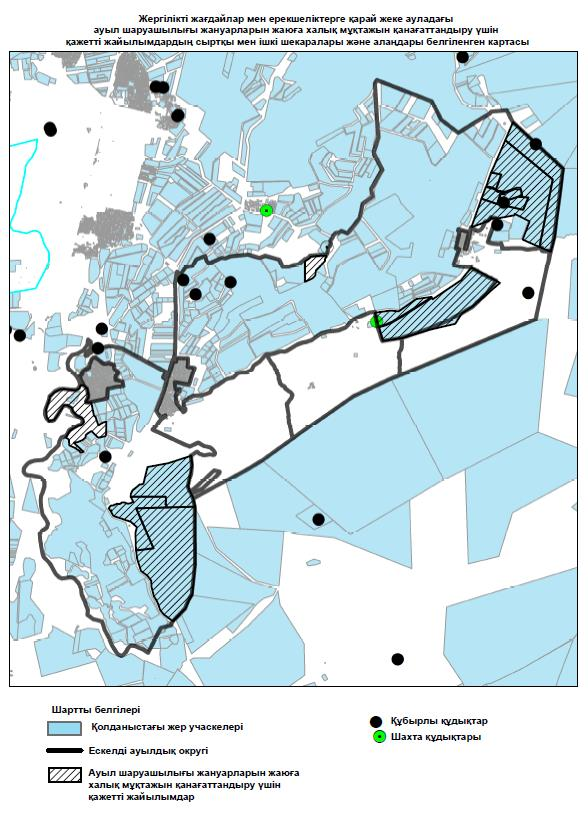 Жергілікті жағдайлар мен ерекшеліктерге қарай жеке ауладағы
ауыл шаруашылығы жануарларын жаюға халық мұқтажын қанағаттандыру үшін
қажетті жайылымдардың сыртқы мен ішкі шекаралары және алаңдары белгіленген картасы
Шартты белгілері
Қолданыстағы жер учаскелері
Ескелді ауылдық округі
Ауыл шаруашылығы жануарларын жаюға
халық мұқтажын қанағаттандыру үшін
қажетті жайылымдар
Құбырлы құдықтар
Шахта құдықтары